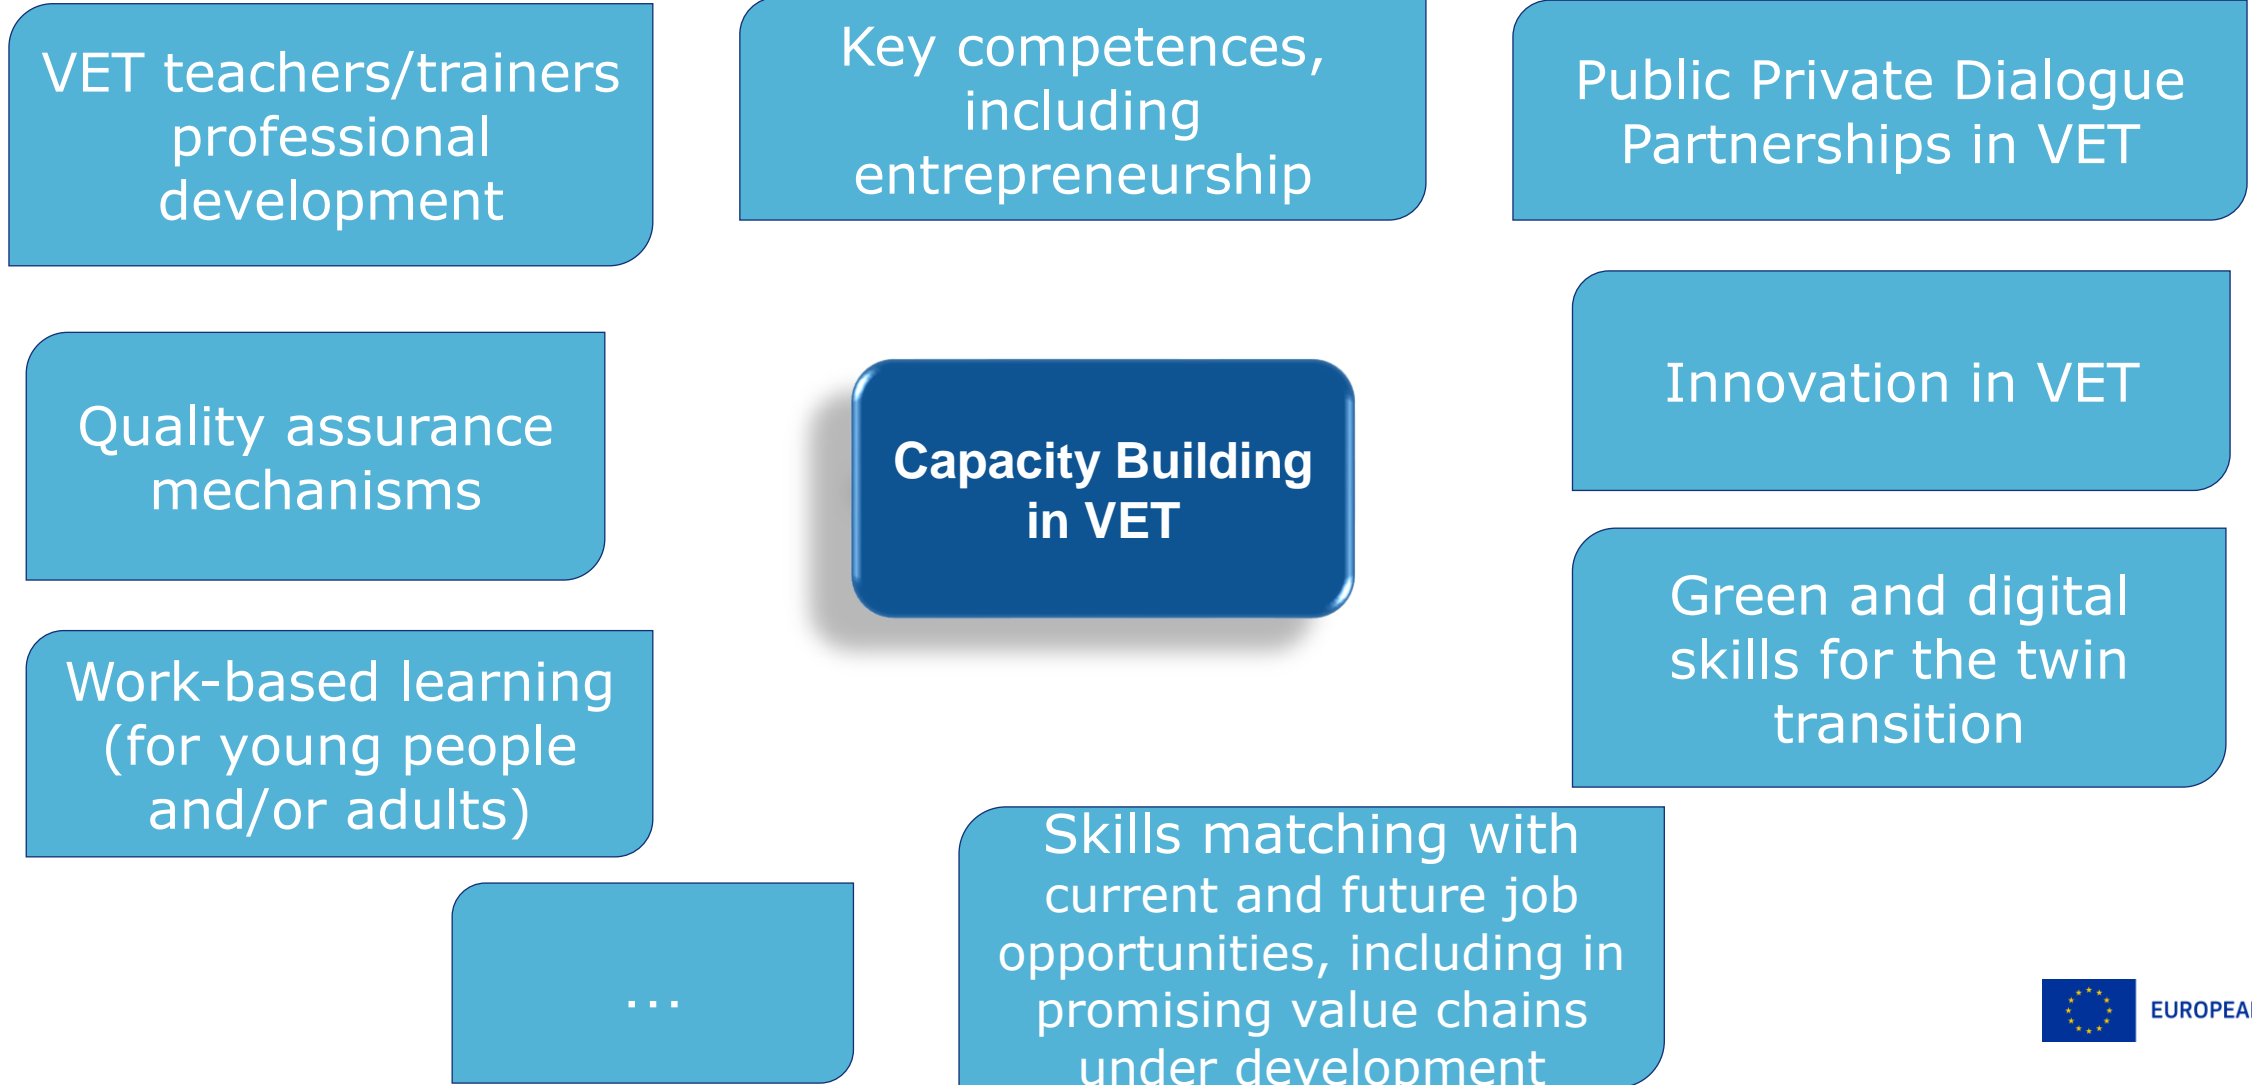 VET teachers/trainers
professional
development
Key competences,
including
entrepreneurship
Public Private Dialogue
Partnerships in VET
Quality assurance
mechanisms
Capacity Building
in VET
Innovation in VET
Work-based learning
(for young people
and/or adults)
Green and digital
skills for the twin
transition
...
Skills matching with
current and future job
opportunities, including in
promising value chains
under development